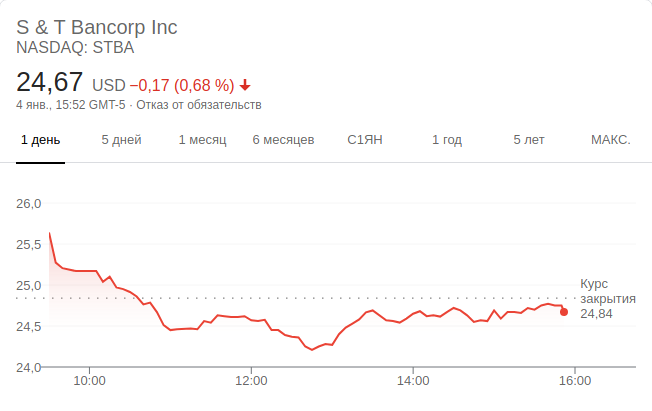 S & T Bancorp Inc
NASDAQ: STBA
24,67 USD −0,17 (0,68 %)
4 янв., 15:52 GMT-5 · Отказ от обязательств
1 день 5 дней 1 месяц 6 месяцев С1ЯН 1 год 5 лет МАКС.
26,0
25,5
25,0
24,5
24,0
Курс
закрытия
24,84
10:00 12:00 14:00 16:00